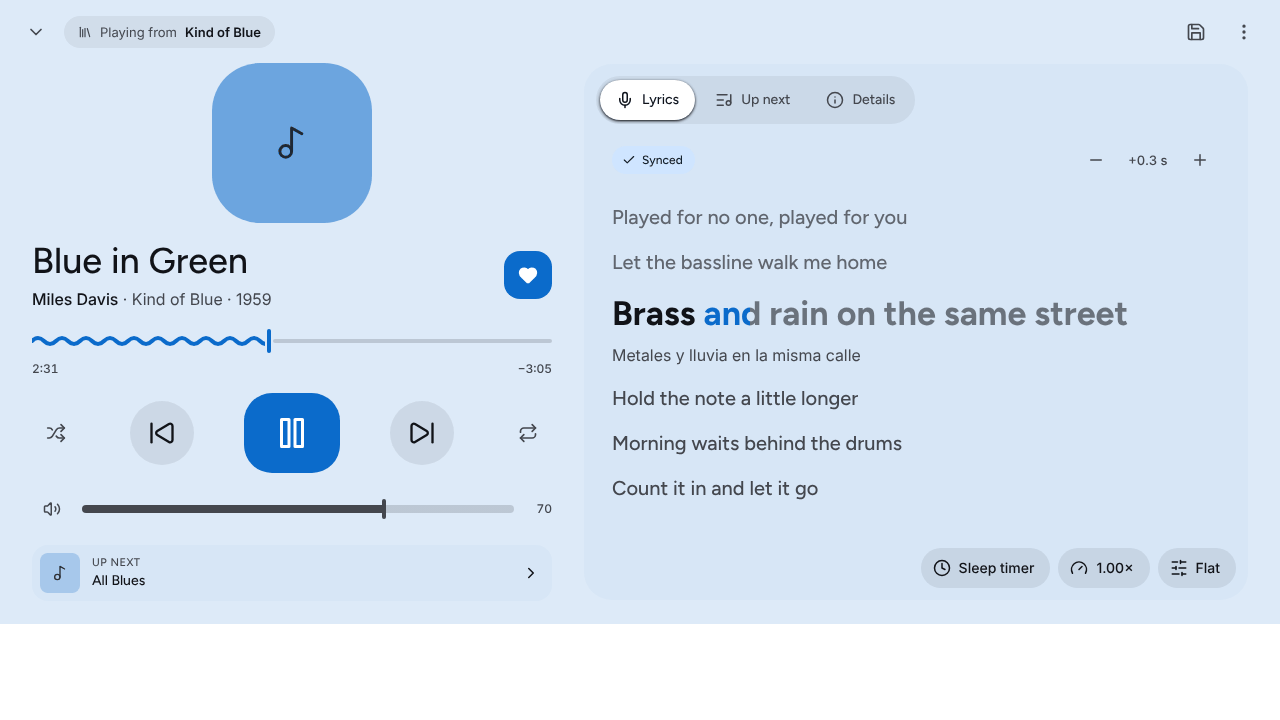 Playing from Kind of Blue
Blue in Green
Miles Davis · Kind of Blue · 1959
2:31
−3:05
70
UP NEXT
All Blues
Lyrics
Up next
Details
Synced
+0.3 s
Played for no one, played for you
Let the bassline walk me home
Brass and rain on the same street
Metales y lluvia en la misma calle
Hold the note a little longer
Morning waits behind the drums
Count it in and let it go
Sleep timer
1.00×
Flat